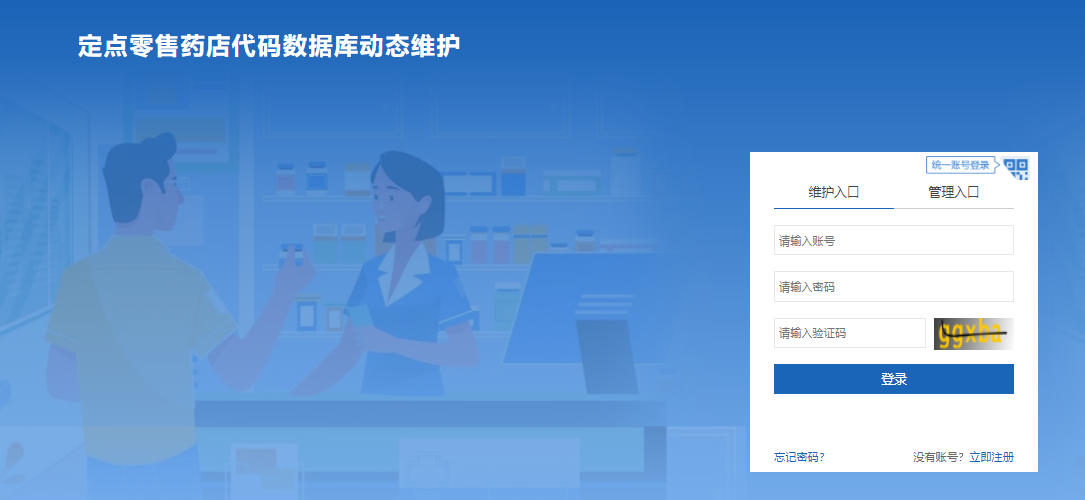 定点零售药店代码数据库动态维护
统一账号登录
维护入口 管理入口
请输入账号
请输入密码
请输入验证码 ggxba
登录
忘记密码? 没有账号? 立即注册